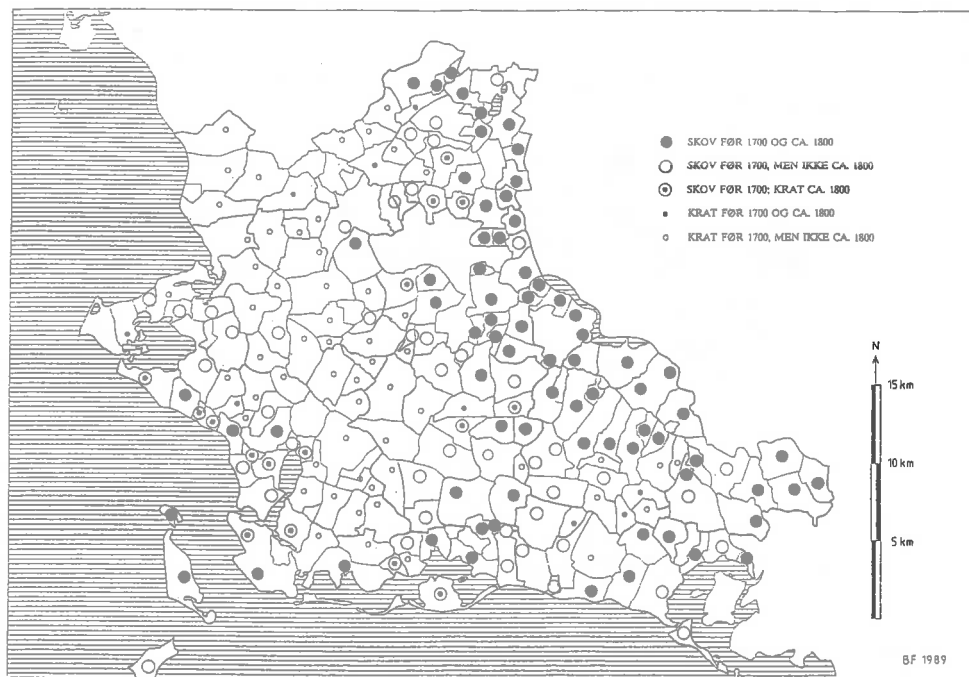 SKOV FØR 1700 OG CA. 1800
SKOV FØR 1700, MEN IKKE CA. 1800
SKOV FØR 1700; KRAT CA. 1800
KRAT FØR 1700 OG CA. 1800
KRAT FØR 1700, MEN IKKE CA. 1800
N
15 km
10 km
5 km
BF 1989